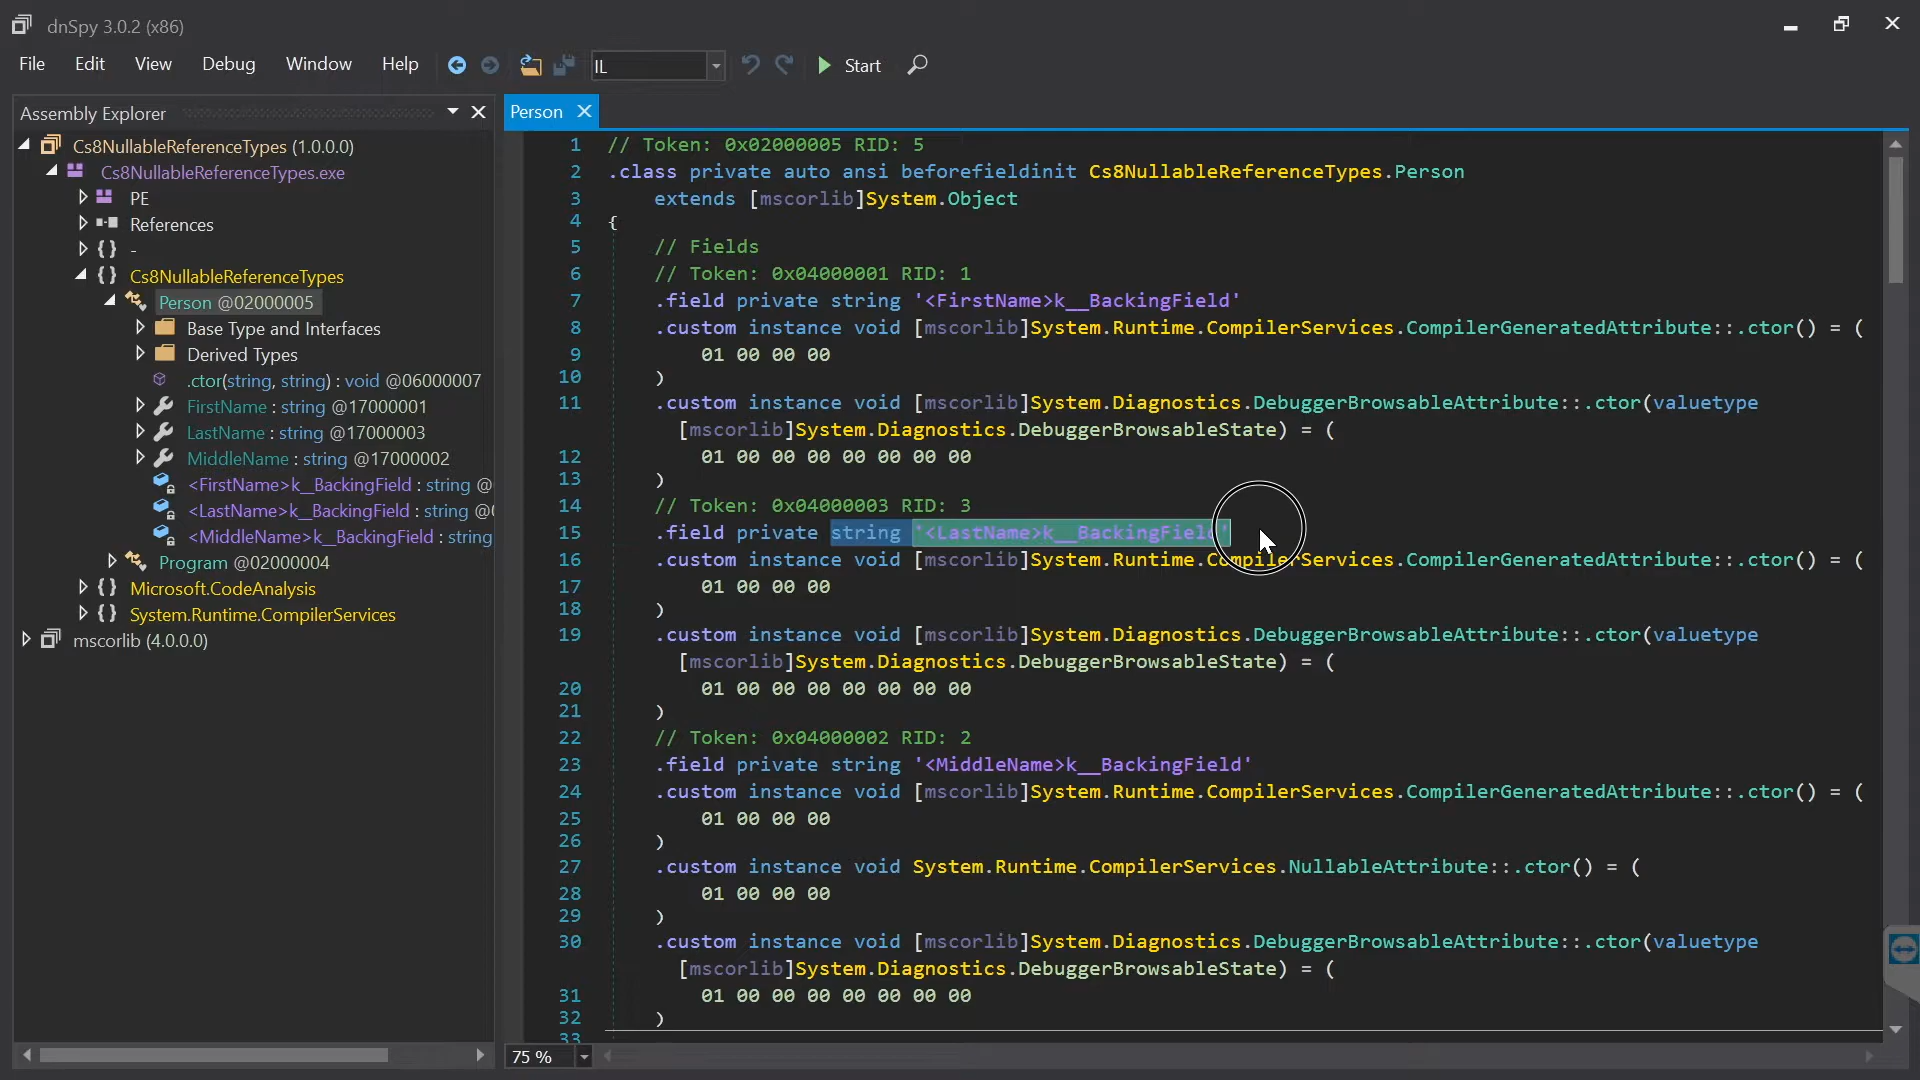 dnSpy 3.0.2 (x86)
File Edit View Debug Window Help IL Start
Assembly Explorer
Cs8NullableReferenceTypes (1.0.0.0)
Cs8NullableReferenceTypes.exe
PE
References
{ } -
{ } Cs8NullableReferenceTypes
Person @02000005
Base Type and Interfaces
Derived Types
.ctor(string, string) : void @06000007
FirstName : string @17000001
LastName : string @17000003
MiddleName : string @17000002
<FirstName>k__BackingField : string @
<LastName>k__BackingField : string @0
<MiddleName>k__BackingField : string
Program @02000004
{ } Microsoft.CodeAnalysis
{ } System.Runtime.CompilerServices
mscorlib (4.0.0.0)
Person
1 // Token: 0x02000005 RID: 5
2 .class private auto ansi beforefieldinit Cs8NullableReferenceTypes.Person
3 extends [mscorlib]System.Object
4 {
5 // Fields
6 // Token: 0x04000001 RID: 1
7 .field private string '<FirstName>k__BackingField'
8 .custom instance void [mscorlib]System.Runtime.CompilerServices.CompilerGeneratedAttribute::.ctor() = (
9 01 00 00 00
10 )
11 .custom instance void [mscorlib]System.Diagnostics.DebuggerBrowsableAttribute::.ctor(valuetype
[mscorlib]System.Diagnostics.DebuggerBrowsableState) = (
12 01 00 00 00 00 00 00 00
13 )
14 // Token: 0x04000003 RID: 3
15 .field private string '<LastName>k__BackingField'
16 .custom instance void [mscorlib]System.Runtime.CompilerServices.CompilerGeneratedAttribute::.ctor() = (
17 01 00 00 00
18 )
19 .custom instance void [mscorlib]System.Diagnostics.DebuggerBrowsableAttribute::.ctor(valuetype
[mscorlib]System.Diagnostics.DebuggerBrowsableState) = (
20 01 00 00 00 00 00 00 00
21 )
22 // Token: 0x04000002 RID: 2
23 .field private string '<MiddleName>k__BackingField'
24 .custom instance void [mscorlib]System.Runtime.CompilerServices.CompilerGeneratedAttribute::.ctor() = (
25 01 00 00 00
26 )
27 .custom instance void System.Runtime.CompilerServices.NullableAttribute::.ctor() = (
28 01 00 00 00
29 )
30 .custom instance void [mscorlib]System.Diagnostics.DebuggerBrowsableAttribute::.ctor(valuetype
[mscorlib]System.Diagnostics.DebuggerBrowsableState) = (
31 01 00 00 00 00 00 00 00
32 )
33
75 %